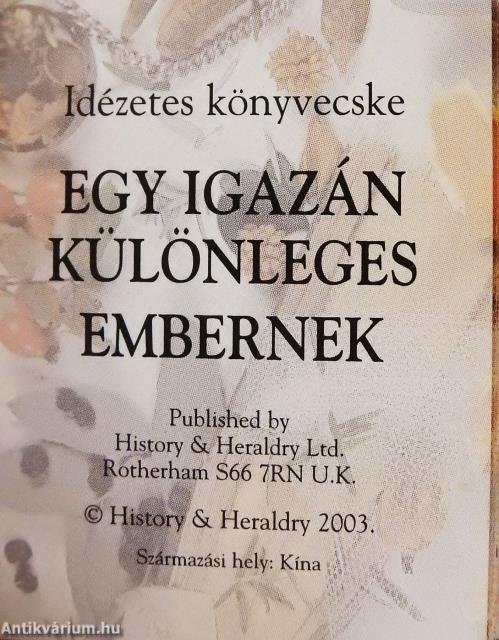 Idézetes könyvecske
EGY IGAZÁN
KÜLÖNLEGES
EMBERNEK
Published by
History & Heraldry Ltd.
Rotherham S66 7RN U.K.
© History & Heraldry 2003.
Származási hely: Kína
Antikvárium.hu